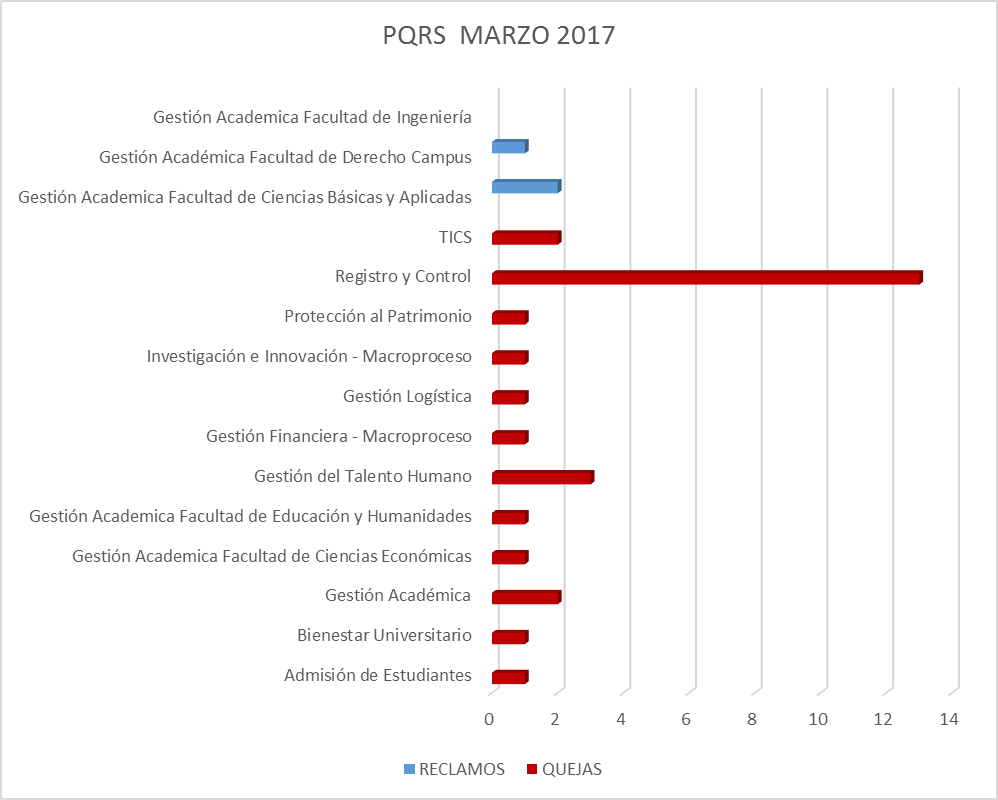 PQRS  MARZO 2017
Gestión Academica Facultad de Ingeniería
Gestión Académica Facultad de Derecho Campus
Gestión Academica Facultad de Ciencias Básicas y Aplicadas
TICS
Registro y Control
Protección al Patrimonio
Investigación e Innovación - Macroproceso
Gestión Logística
Gestión Financiera - Macroproceso
Gestión del Talento Humano
Gestión Academica Facultad de Educación y Humanidades
Gestión Academica Facultad de Ciencias Económicas
Gestión Académica
Bienestar Universitario
Admisión de Estudiantes
0 2 4 6 8 10 12 14
RECLAMOS QUEJAS